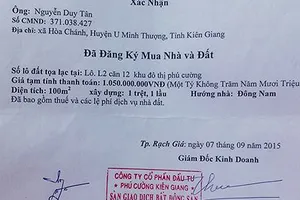 Xác Nhận
Ông: Nguyễn Duy Tân
Số CMND: 371.038.427
Địa chỉ: xã Hòa Chánh, Huyện U Minh Thượng, Tỉnh Kiên Giang
Đã Đăng Ký Mua Nhà và Đất
Số lô đất tọa lạc tại: Lô. L2 căn 12 khu đô thị phú cường
Giá tạm tính thanh toán: 1.050.000.000VNĐ (Một Tỷ Không Trăm Năm Mươi Triệu
Diện tích: 100m² xây dựng: 1 trệt, 1 lầu Hướng nhà: Đông Nam
Đã bao gồm thuế và các lệ phí dịch vụ nhà đất.
Tp. Rạch Giá, ngày 07 tháng 09 năm 2015
Giám Đốc Kinh Doanh
CÔNG TY CỔ PHẦN ĐẦU TƯ
PHÚ CƯỜNG KIÊN GIANG
SÀN GIAO DỊCH BẤT ĐỘNG SẢN